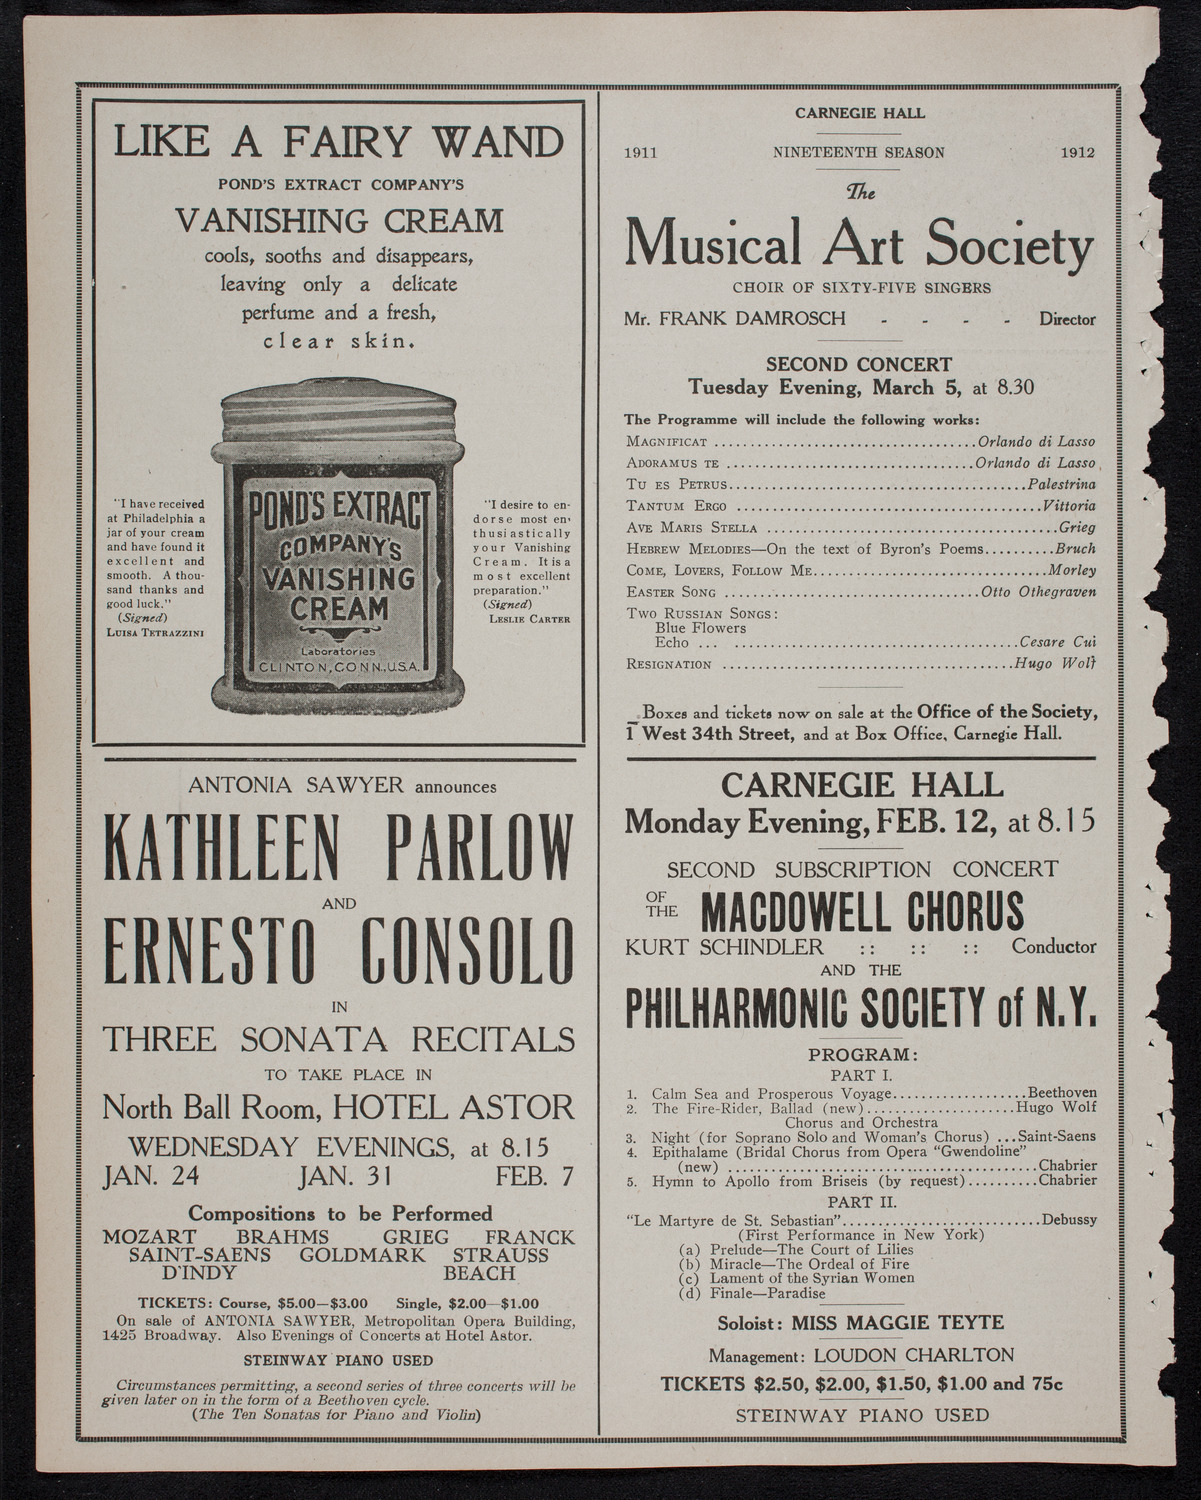 LIKE A FAIRY WAND
POND'S EXTRACT COMPANY'S
VANISHING CREAM
cools, sooths and disappears,
leaving only a delicate
perfume and a fresh,
clear skin.
"I have received
at Philadelphia a
jar of your cream
and have found it
excellent and
smooth. A thou-
sand thanks and
good luck."
(Signed)
LUISA TETRAZZINI
POND'S EXTRACT
COMPANY'S
VANISHING
CREAM
Laboratories
CLINTON, CONN., U.S.A.
"I desire to en-
dorse most en-
thusiastically
your Vanishing
Cream. It is a
most excellent
preparation."
(Signed)
LESLIE CARTER
ANTONIA SAWYER announces
KATHLEEN PARLOW
AND
ERNESTO CONSOLO
IN
THREE SONATA RECITALS
TO TAKE PLACE IN
North Ball Room, HOTEL ASTOR
WEDNESDAY EVENINGS, at 8.15
JAN. 24 JAN. 31 FEB. 7
Compositions to be Performed
MOZART BRAHMS GRIEG FRANCK
SAINT-SAENS GOLDMARK STRAUSS
D'INDY BEACH
TICKETS: Course, $5.00—$3.00 Single, $2.00—$1.00
On sale of ANTONIA SAWYER, Metropolitan Opera Building,
1425 Broadway. Also Evenings of Concerts at Hotel Astor.
STEINWAY PIANO USED
Circumstances permitting, a second series of three concerts will be
given later on in the form of a Beethoven cycle.
(The Ten Sonatas for Piano and Violin)
CARNEGIE HALL
1911 NINETEENTH SEASON 1912
The
Musical Art Society
CHOIR OF SIXTY-FIVE SINGERS
Mr. FRANK DAMROSCH - - - - Director
SECOND CONCERT
Tuesday Evening, March 5, at 8.30
The Programme will include the following works:
MAGNIFICAT ....................................Orlando di Lasso
ADORAMUS TE ..................................Orlando di Lasso
TU ES PETRUS.........................................Palestrina
TANTUM ERGO ..........................................Vittoria
AVE MARIS STELLA ........................................Grieg
HEBREW MELODIES—On the text of Byron's Poems..........Bruch
COME, LOVERS, FOLLOW ME................................Morley
EASTER SONG ...................................Otto Othegraven
TWO RUSSIAN SONGS:
Blue Flowers
Echo ... .......................................Cesare Cui
RESIGNATION ........................................Hugo Wolf
Boxes and tickets now on sale at the Office of the Society,
1 West 34th Street, and at Box Office, Carnegie Hall.
CARNEGIE HALL
Monday Evening, FEB. 12, at 8.15
SECOND SUBSCRIPTION CONCERT
OF THE MACDOWELL CHORUS
KURT SCHINDLER :: :: :: Conductor
AND THE
PHILHARMONIC SOCIETY of N.Y.
PROGRAM:
PART I.
1. Calm Sea and Prosperous Voyage...................Beethoven
2. The Fire-Rider, Ballad (new).....................Hugo Wolf
Chorus and Orchestra
3. Night (for Soprano Solo and Woman's Chorus) ...Saint-Saens
4. Epithalame (Bridal Chorus from Opera "Gwendoline"
(new) ...........................................Chabrier
5. Hymn to Apollo from Briseis (by request)..........Chabrier
PART II.
"Le Martyre de St. Sebastian"...........................Debussy
(First Performance in New York)
(a) Prelude—The Court of Lilies
(b) Miracle—The Ordeal of Fire
(c) Lament of the Syrian Women
(d) Finale—Paradise
Soloist: MISS MAGGIE TEYTE
Management: LOUDON CHARLTON
TICKETS $2.50, $2.00, $1.50, $1.00 and 75c
STEINWAY PIANO USED